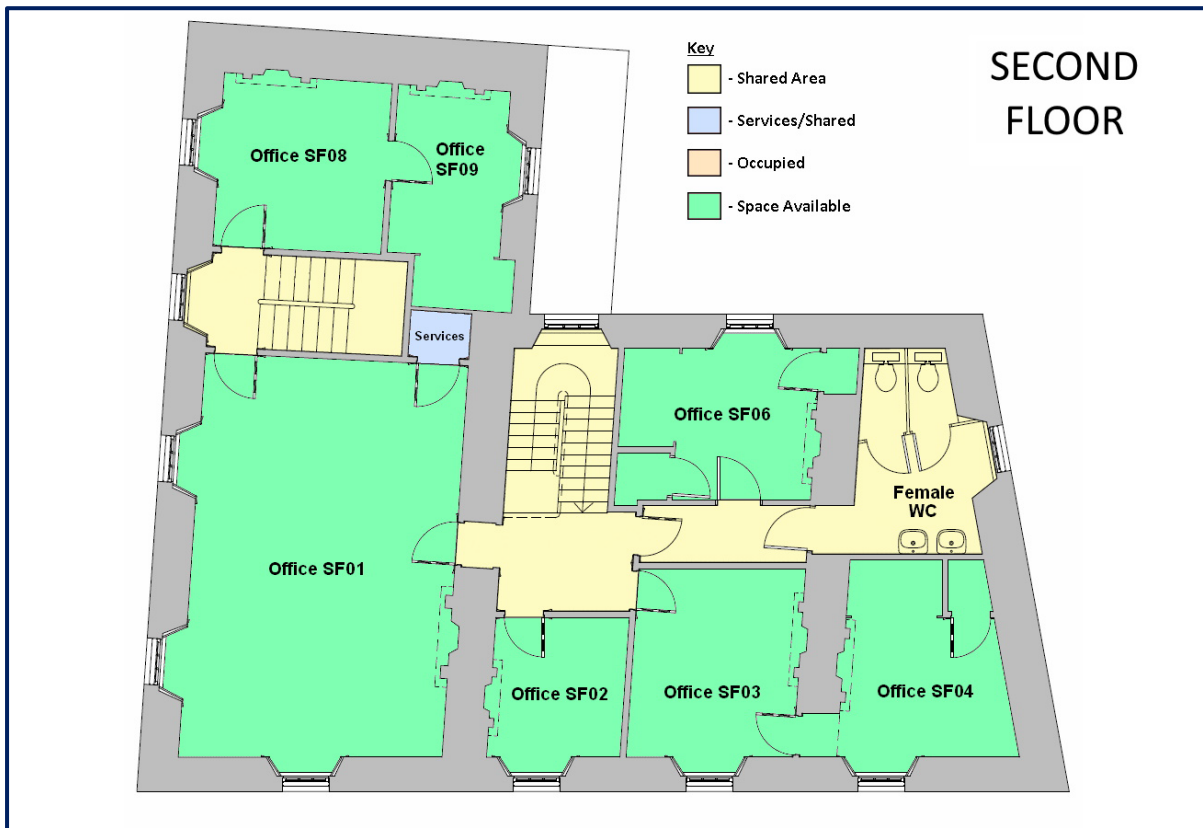 Key
- Shared Area
- Services/Shared
- Occupied
- Space Available
SECOND
FLOOR
Office SF08
Office
SF09
Services
Office SF06
Female
WC
Office SF01
Office SF02
Office SF03
Office SF04